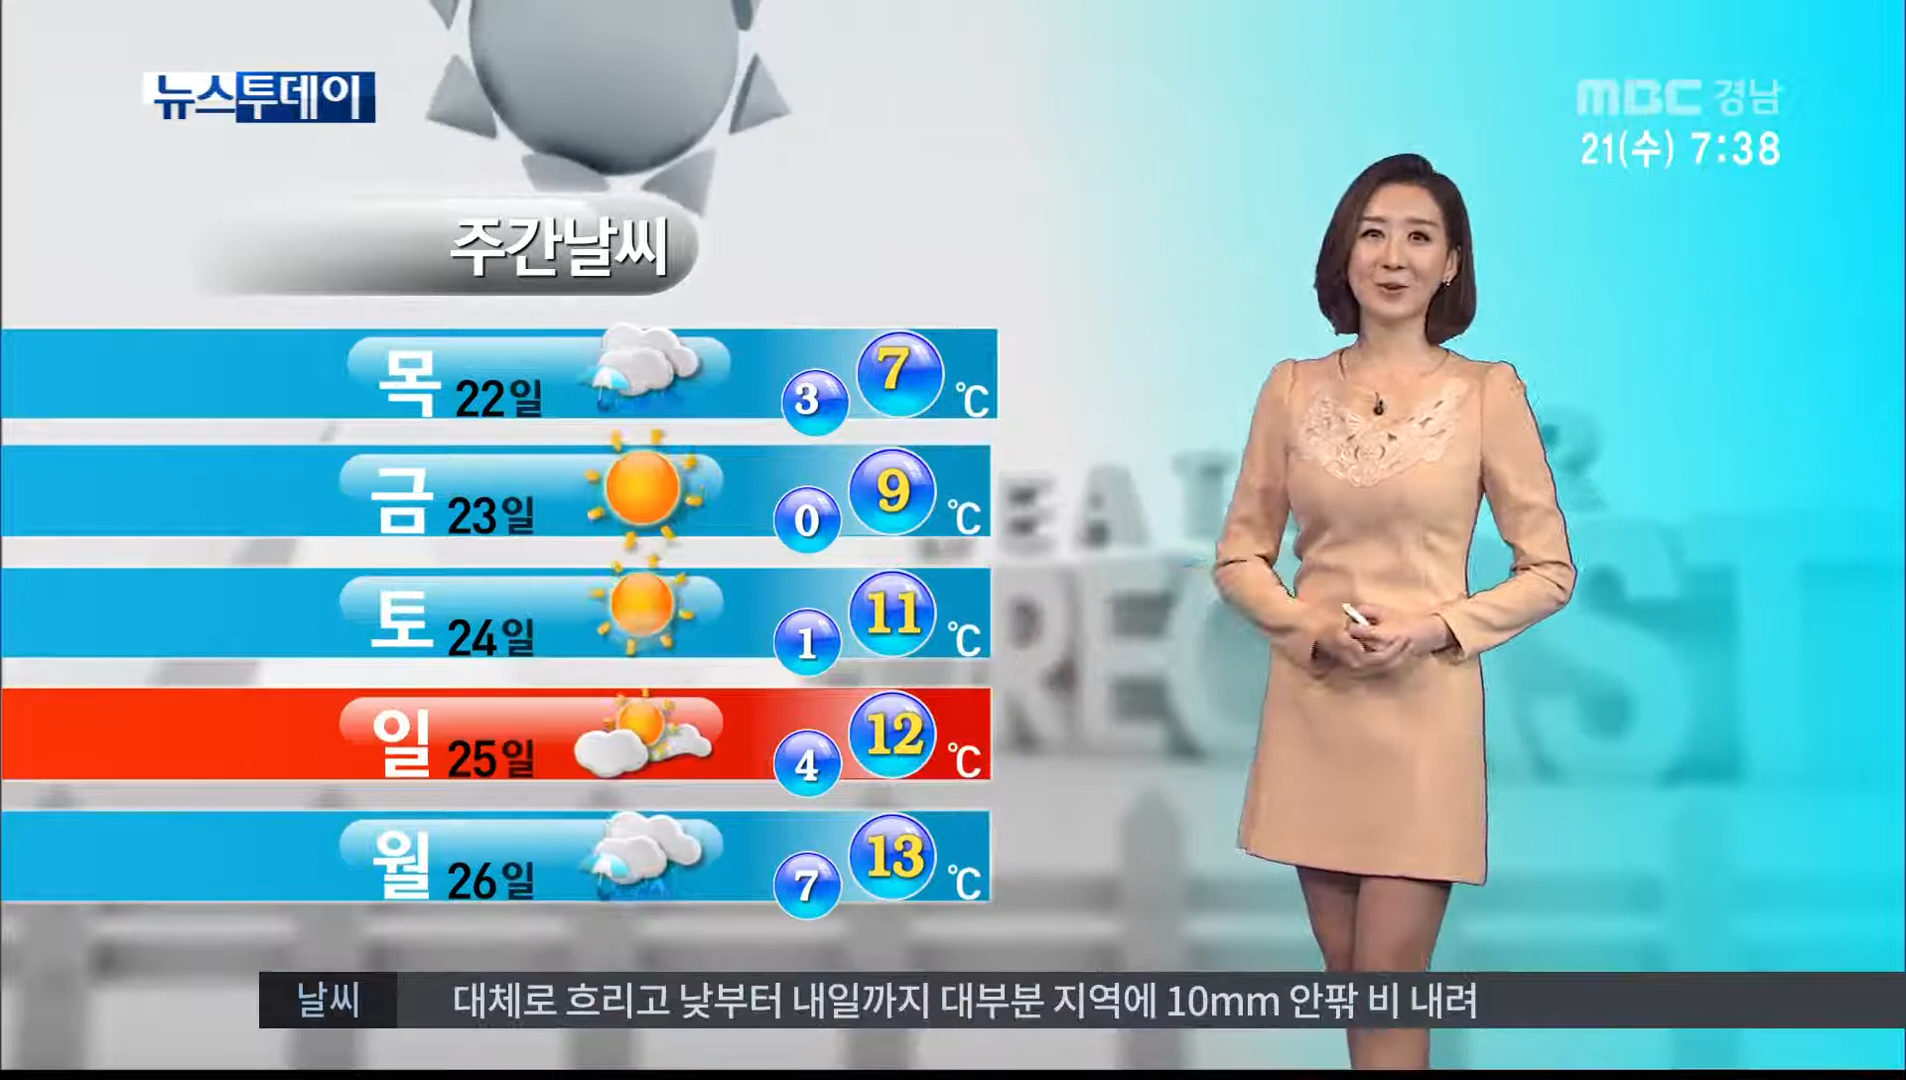 뉴스투데이
MBC 경남
21(수) 7:38
주간날씨
목 22일 3 7 ℃
금 23일 0 9 ℃
토 24일 1 11 ℃
일 25일 4 12 ℃
월 26일 7 13 ℃
날씨 대체로 흐리고 낮부터 내일까지 대부분 지역에 10mm 안팎 비 내려